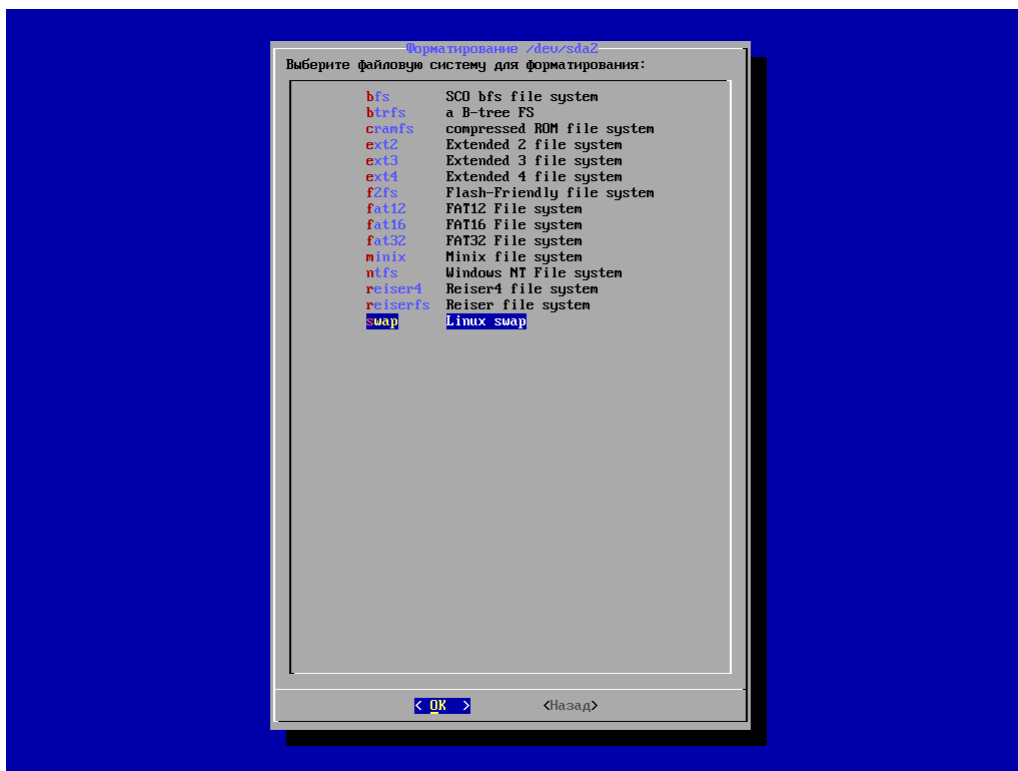 Форматирование /dev/sda2
Выберите файловую систему для форматирования:
bfs SCO bfs file system
btrfs a B-tree FS
cramfs compressed ROM file system
ext2 Extended 2 file system
ext3 Extended 3 file system
ext4 Extended 4 file system
f2fs Flash-Friendly file system
fat12 FAT12 File system
fat16 FAT16 File system
fat32 FAT32 File system
minix Minix file system
ntfs Windows NT File system
reiser4 Reiser4 file system
reiserfs Reiser file system
swap Linux swap
< OK > <Назад>